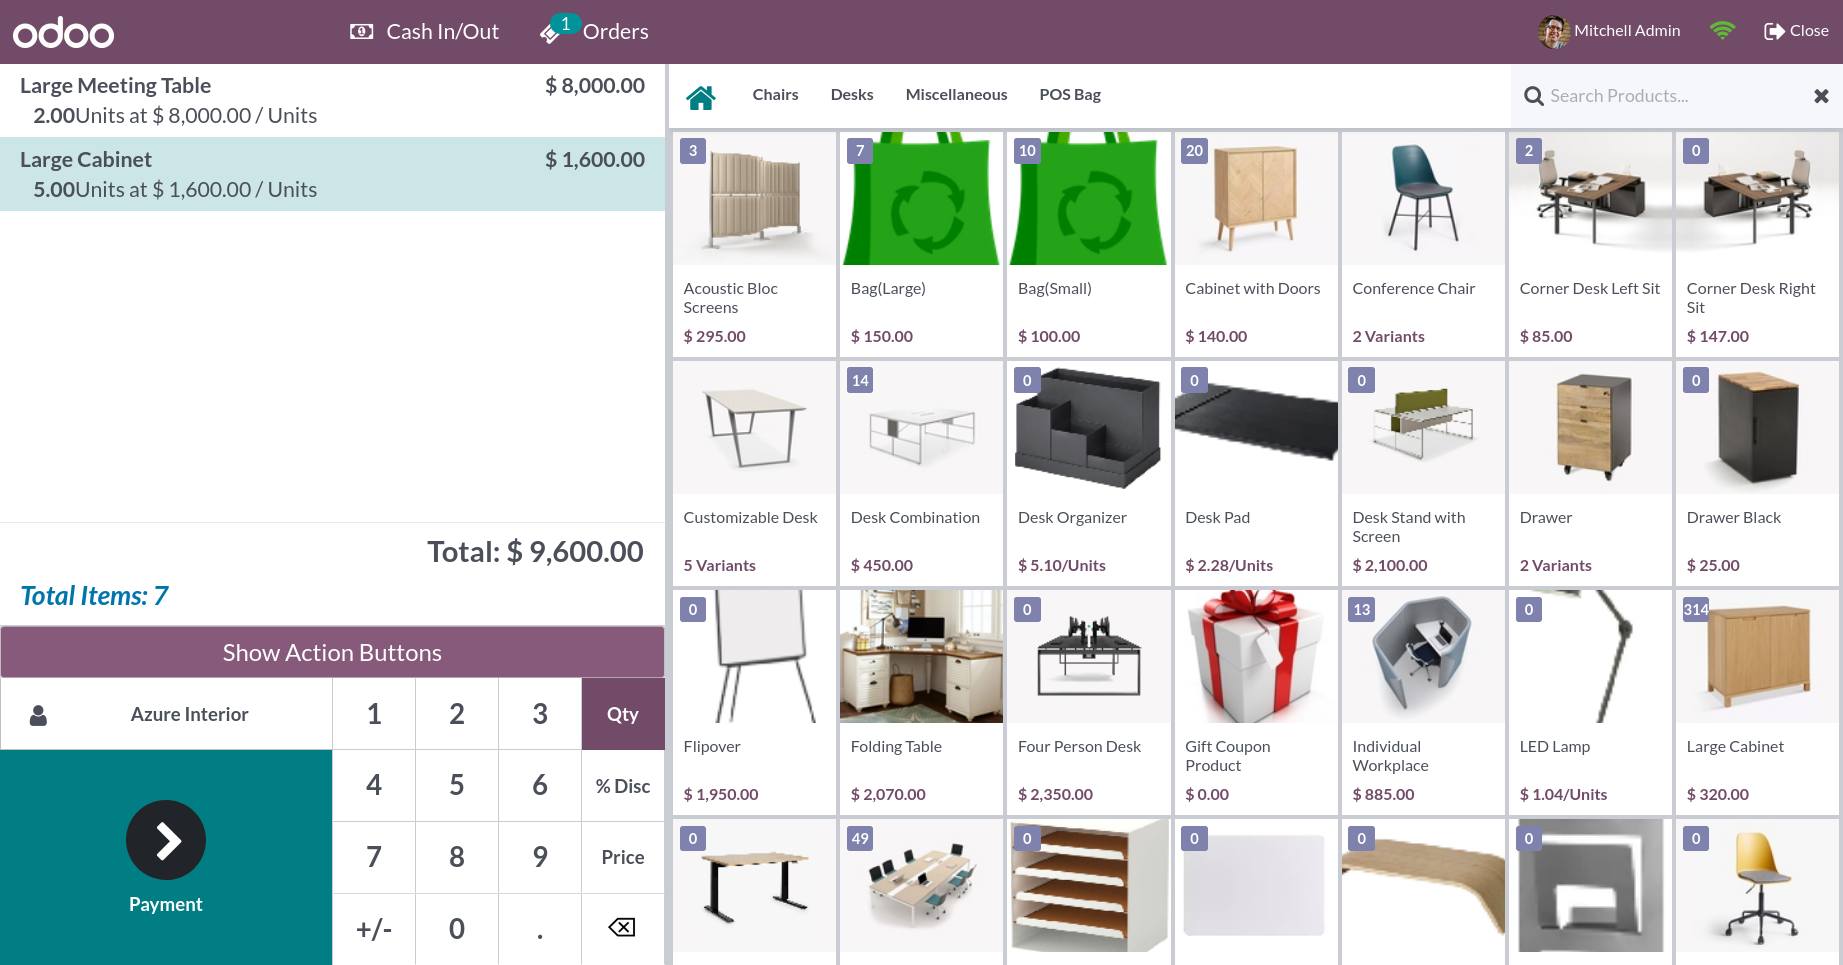 odoo
Cash In/Out
1
Orders
Mitchell Admin
Close
Large Meeting Table
$ 8,000.00
2.00Units at $ 8,000.00 / Units
Large Cabinet
$ 1,600.00
5.00Units at $ 1,600.00 / Units
Total: $ 9,600.00
Total Items: 7
Show Action Buttons
Azure Interior
1
2
3
Qty
4
5
6
% Disc
7
8
9
Price
+/-
0
.
Payment
Chairs
Desks
Miscellaneous
POS Bag
Search Products...
3
Acoustic Bloc
Screens
$ 295.00
7
Bag(Large)
$ 150.00
10
Bag(Small)
$ 100.00
20
Cabinet with Doors
$ 140.00
Conference Chair
2 Variants
2
Corner Desk Left Sit
$ 85.00
0
Corner Desk Right
Sit
$ 147.00
Customizable Desk
5 Variants
14
Desk Combination
$ 450.00
0
Desk Organizer
$ 5.10/Units
0
Desk Pad
$ 2.28/Units
0
Desk Stand with
Screen
$ 2,100.00
Drawer
2 Variants
0
Drawer Black
$ 25.00
0
Flipover
$ 1,950.00
Folding Table
$ 2,070.00
0
Four Person Desk
$ 2,350.00
Gift Coupon
Product
$ 0.00
13
Individual
Workplace
$ 885.00
0
LED Lamp
$ 1.04/Units
314
Large Cabinet
$ 320.00
0
49
0
0
0
0
0